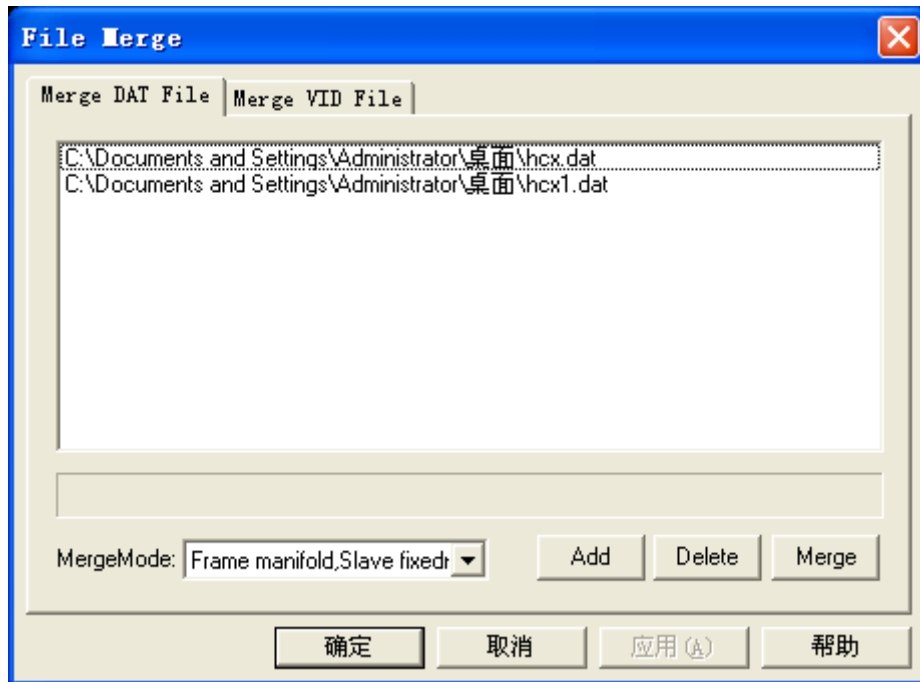 File Merge
Merge DAT File Merge VID File
C:\Documents and Settings\Administrator\桌面\hcx.dat
C:\Documents and Settings\Administrator\桌面\hcx1.dat
MergeMode: Frame manifold,Slave Add Delete Merge
确定 取消 应用(A) 帮助